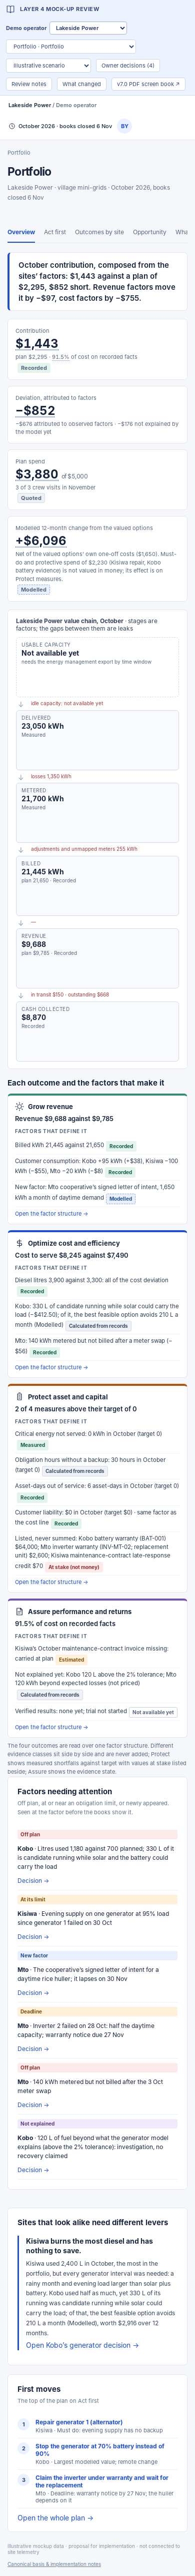 LAYER 4 MOCK-UP REVIEW
Demo operator Lakeside Power
Portfolio · Portfolio
Illustrative scenario Owner decisions (4)
Review notes What changed v7.0 PDF screen book ↗
Lakeside Power / Demo operator
October 2026 · books closed 6 Nov BY
Portfolio
Portfolio
Lakeside Power · village mini-grids · October 2026, books
closed 6 Nov
Overview Act first Outcomes by site Opportunity
October contribution, composed from the
sites' factors: $1,443 against a plan of
$2,295, $852 short. Revenue factors move
it by −$97, cost factors by −$755.
Contribution
$1,443
plan $2,295 · 91.5% of cost on recorded facts
Recorded
Deviation, attributed to factors
−$852
−$676 attributed to observed factors · −$176 not explained by
the model yet
Plan spend
$3,880 of $5,000
3 of 3 crew visits in November
Quoted
Modelled 12-month change from the valued options
+$6,096
Net of the valued options' own one-off costs ($1,650). Must-
do and protective spend of $2,230 (Kisiwa repair, Kobo
battery evidence) is not valued in money; its effect is on
Protect measures.
Modelled
Lakeside Power value chain, October · stages are
factors; the gaps between them are leaks
USABLE CAPACITY
Not available yet
needs the energy management export by time window
↓ idle capacity: not available yet
DELIVERED
23,050 kWh
Measured
↓ losses 1,350 kWh
METERED
21,700 kWh
Measured
↓ adjustments and unmapped meters 255 kWh
BILLED
21,445 kWh
plan 21,650 · Recorded
↓ —
REVENUE
$9,688
plan $9,785 · Recorded
↓ in transit $150 · outstanding $668
CASH COLLECTED
$8,870
Recorded
Each outcome and the factors that make it
Grow revenue
Revenue $9,688 against $9,785
FACTORS THAT DEFINE IT
Billed kWh 21,445 against 21,650 Recorded
Customer consumption: Kobo +95 kWh (+$38), Kisiwa −100
kWh (−$55), Mto −20 kWh (−$8) Recorded
New factor: Mto cooperative's signed letter of intent, 1,650
kWh a month of daytime demand Modelled
Open the factor structure →
Optimize cost and efficiency
Cost to serve $8,245 against $7,490
FACTORS THAT DEFINE IT
Diesel litres 3,900 against 3,300: all of the cost deviation
Recorded
Kobo: 330 L of candidate running while solar could carry the
load (−$412.50); of it, the best feasible option avoids 210 L a
month (Modelled) Calculated from records
Mto: 140 kWh metered but not billed after a meter swap (−
$56) Recorded
Open the factor structure →
Protect asset and capital
2 of 4 measures above their target of 0
FACTORS THAT DEFINE IT
Critical energy not served: 0 kWh in October (target 0)
Measured
Obligation hours without a backup: 30 hours in October
(target 0) Calculated from records
Asset-days out of service: 6 asset-days in October (target 0)
Recorded
Customer liability: $0 in October (target $0) · same factor as
the cost line Recorded
Listed, never summed: Kobo battery warranty (BAT-001)
$64,000; Mto inverter warranty (INV-MT-02; replacement
unit) $2,600; Kisiwa maintenance-contract late-response
credit $70 At stake (not money)
Open the factor structure →
Assure performance and returns
91.5% of cost on recorded facts
FACTORS THAT DEFINE IT
Kisiwa's October maintenance-contract invoice missing:
carried at plan Estimated
Not explained yet: Kobo 120 L above the 2% tolerance; Mto
120 kWh beyond expected losses (not priced)
Calculated from records
Verified results: none yet; trial not started Not available yet
Open the factor structure →
The four outcomes are read over one factor structure. Different
evidence classes sit side by side and are never added; Protect
shows measured shortfalls against target with values at stake listed
beside; Assure shows the evidence state.
Factors needing attention
Off plan, at or near an obligation limit, or newly appeared.
Seen at the factor before the books show it.
Off plan
Kobo · Litres used 1,180 against 700 planned; 330 L of it
is candidate running while solar and the battery could
carry the load
Decision →
At its limit
Kisiwa · Evening supply on one generator at 95% load
since generator 1 failed on 30 Oct
Decision →
New factor
Mto · The cooperative's signed letter of intent for a
daytime rice huller; it lapses on 30 Nov
Decision →
Deadline
Mto · Inverter 2 failed on 28 Oct: half the daytime
capacity; warranty notice due 27 Nov
Decision →
Off plan
Mto · 140 kWh metered but not billed after the 3 Oct
meter swap
Decision →
Not explained
Kobo · 120 L of fuel beyond what the generator model
explains (above the 2% tolerance): investigation, no
recovery claimed
Decision →
Sites that look alike need different levers
Kisiwa burns the most diesel and has
nothing to save.
Kisiwa used 2,400 L in October, the most in the
portfolio, but every generator interval was needed: a
rainy month and evening load larger than solar plus
battery. Kobo used half as much, yet 330 L of its
1,180 was candidate running while solar could
carry the load; of that, the best feasible option avoids
210 L a month (Modelled), worth $2,916 over 12
months.
Open Kobo's generator decision →
First moves
The top of the plan on Act first
1 Repair generator 1 (alternator)
Kisiwa · Must do; evening supply has no backup
2 Stop the generator at 70% battery instead of
90%
Kobo · Largest modelled value; remote change
3 Claim the inverter under warranty and wait for
the replacement
Mto · Deadline: warranty notice by 27 Nov; the huller
depends on it
Open the whole plan →
Illustrative mockup data · proposal for implementation · not connected to
site telemetry
Canonical basis & implementation notes